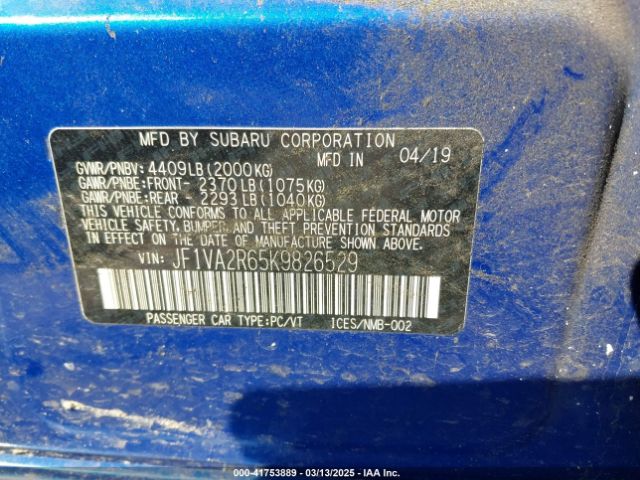 MFD BY SUBARU CORPORATION
MFD IN 04/19
GVWR/PNBV: 4409LB(2000KG)
GAWR/PNBE:FRONT- 2370LB(1075KG)
GAWR/PNBE:REAR - 2293LB(1040KG)
THIS VEHICLE CONFORMS TO ALL APPLICABLE FEDERAL MOTOR
VEHICLE SAFETY, BUMPER, AND THEFT PREVENTION STANDARDS
IN EFFECT ON THE DATE OF MANUFACTURE SHOWN ABOVE.
VIN: JF1VA2R65K9826529
PASSENGER CAR TYPE:PC/VT ICES/NMB-002
000-41753889 - 03/13/2025 - IAA Inc.